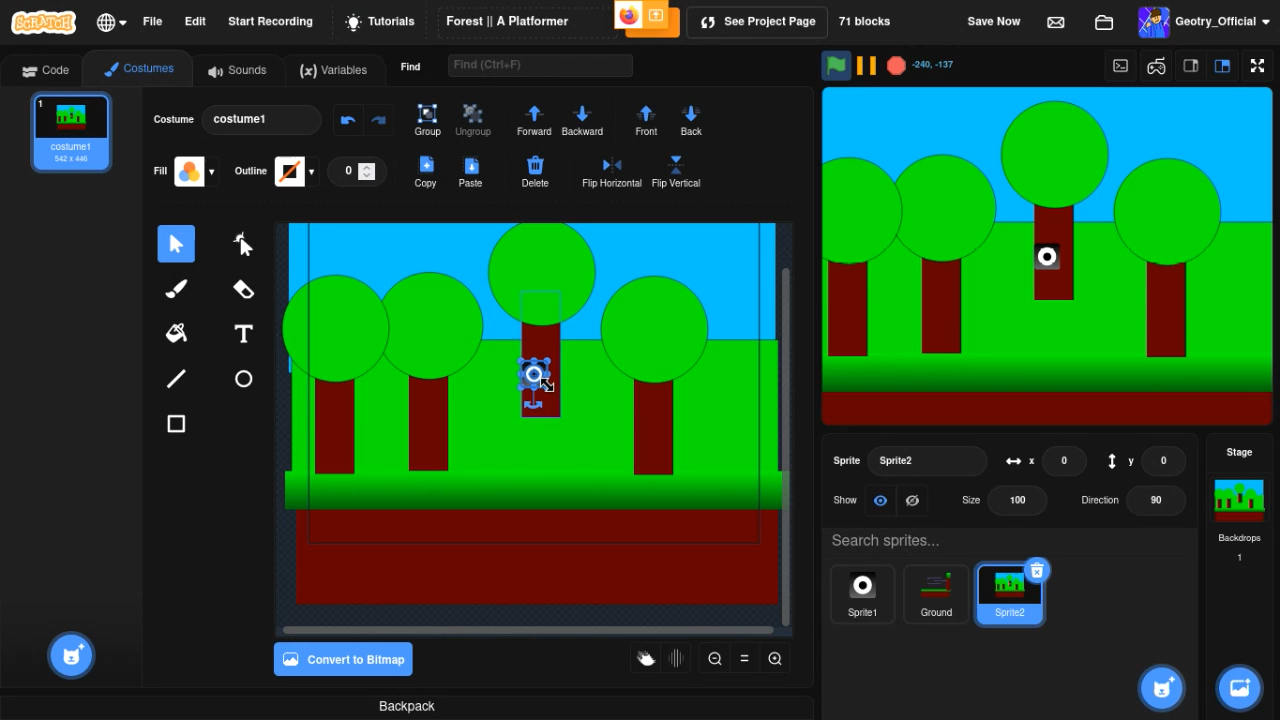 SCRATCH File Edit Start Recording Tutorials Forest || A Platformer See Project Page 71 blocks Save Now Geotry_Official
Code Costumes Sounds (x) Variables Find Find (Ctrl+F) -240, -137
1
costume1
542 x 446
Costume costume1 Group Ungroup Forward Backward Front Back
Fill Outline 0 Copy Paste Delete Flip Horizontal Flip Vertical
T
Convert to Bitmap
Backpack
Sprite Sprite2 x 0 y 0
Show Size 100 Direction 90
Search sprites...
Sprite1 Ground Sprite2
Stage
Backdrops
1